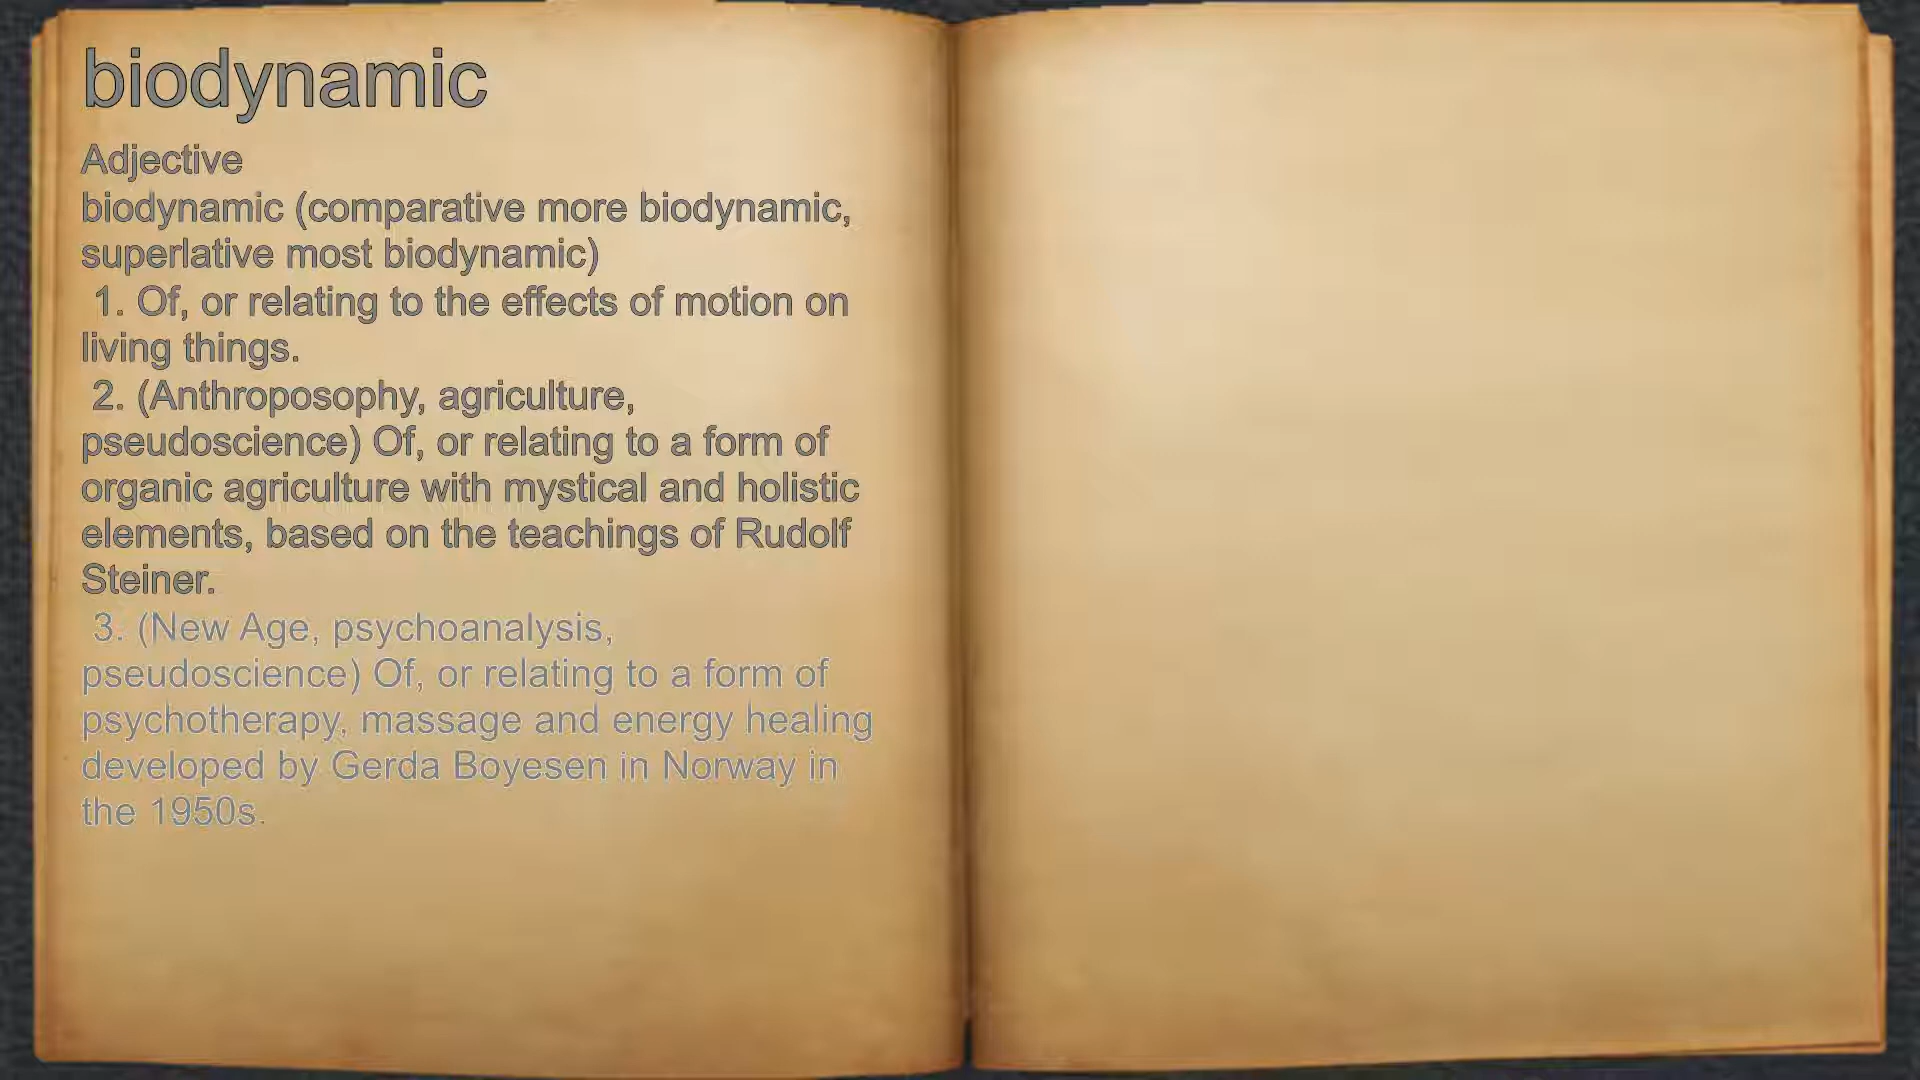 biodynamic
Adjective
biodynamic (comparative more biodynamic,
superlative most biodynamic)
1. Of, or relating to the effects of motion on
living things.
2. (Anthroposophy, agriculture,
pseudoscience) Of, or relating to a form of
organic agriculture with mystical and holistic
elements, based on the teachings of Rudolf
Steiner.
3. (New Age, psychoanalysis,
pseudoscience) Of, or relating to a form of
psychotherapy, massage and energy healing
developed by Gerda Boyesen in Norway in
the 1950s.